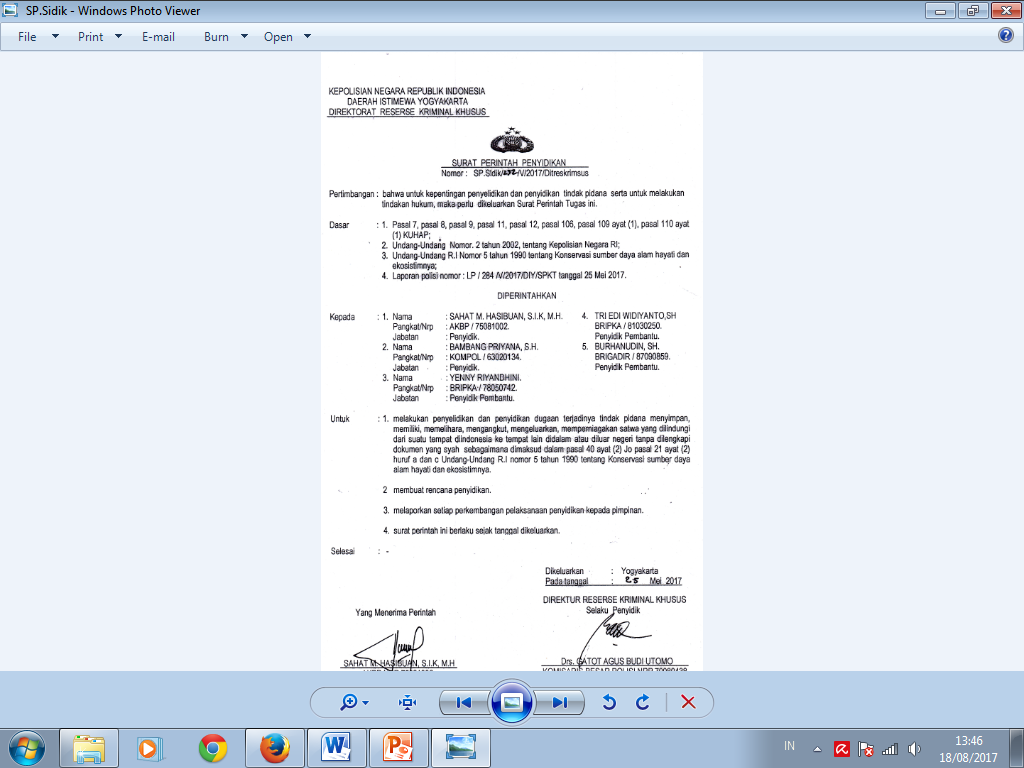 SP.Sidik - Windows Photo Viewer
File Print E-mail Burn Open
KEPOLISIAN NEGARA REPUBLIK INDONESIA
DAERAH ISTIMEWA YOGYAKARTA
DIREKTORAT RESERSE KRIMINAL KHUSUS
SURAT PERINTAH PENYIDIKAN
Nomor : SP.Sidik/232/V/2017/Ditreskrimsus
Pertimbangan : bahwa untuk kepentingan penyelidikan dan penyidikan tindak pidana serta untuk melakukan
tindakan hukum, maka perlu dikeluarkan Surat Perintah Tugas ini.
Dasar : 1. Pasal 7, pasal 8, pasal 9, pasal 11, pasal 12, pasal 106, pasal 109 ayat (1), pasal 110 ayat
(1) KUHAP;
2. Undang-Undang Nomor. 2 tahun 2002, tentang Kepolisian Negara RI;
3. Undang-Undang R.I Nomor 5 tahun 1990 tentang Konservasi sumber daya alam hayati dan
ekosistimnya;
4. Laporan polisi nomor : LP / 284 /V/2017/DIY/SPKT tanggal 25 Mei 2017.
DIPERINTAHKAN
Kepada : 1. Nama : SAHAT M. HASIBUAN, S.I.K, M.H.
Pangkat/Nrp : AKBP / 75081002.
Jabatan : Penyidik.
2. Nama : BAMBANG PRIYANA, S.H.
Pangkat/Nrp : KOMPOL / 63020134.
Jabatan : Penyidik.
3. Nama : YENNY RIYANDHINI.
Pangkat/Nrp : BRIPKA / 78050742.
Jabatan : Penyidik Pembantu.
4. TRI EDI WIDIYANTO,SH
BRIPKA / 81030250.
Penyidik Pembantu.
5. BURHANUDIN, SH.
BRIGADIR / 87090859.
Penyidik Pembantu.
Untuk : 1. melakukan penyelidikan dan penyidikan dugaan terjadinya tindak pidana menyimpan,
memiliki, memelihara, mengangkut, mengeluarkan, memperniagakan satwa yang dilindungi
dari suatu tempat diindonesia ke tempat lain didalam atau diluar negeri tanpa dilengkapi
dokumen yang syah sebagaimana dimaksud dalam pasal 40 ayat (2) Jo pasal 21 ayat (2)
huruf a dan c Undang-Undang R.I nomor 5 tahun 1990 tentang Konservasi sumber daya
alam hayati dan ekosistimnya.
2 membuat rencana penyidikan.
3. melaporkan setiap perkembangan pelaksanaan penyidikan kepada pimpinan.
4. surat perintah ini berlaku sejak tanggal dikeluarkan.
Selesai : -
Dikeluarkan : Yogyakarta
Pada tanggal : 25 Mei 2017
DIREKTUR RESERSE KRIMINAL KHUSUS
Selaku Penyidik
Yang Menerima Perintah
SAHAT M. HASIBUAN, S.I.K, M.H
Drs. GATOT AGUS BUDI UTOMO
IN
13:46
18/08/2017